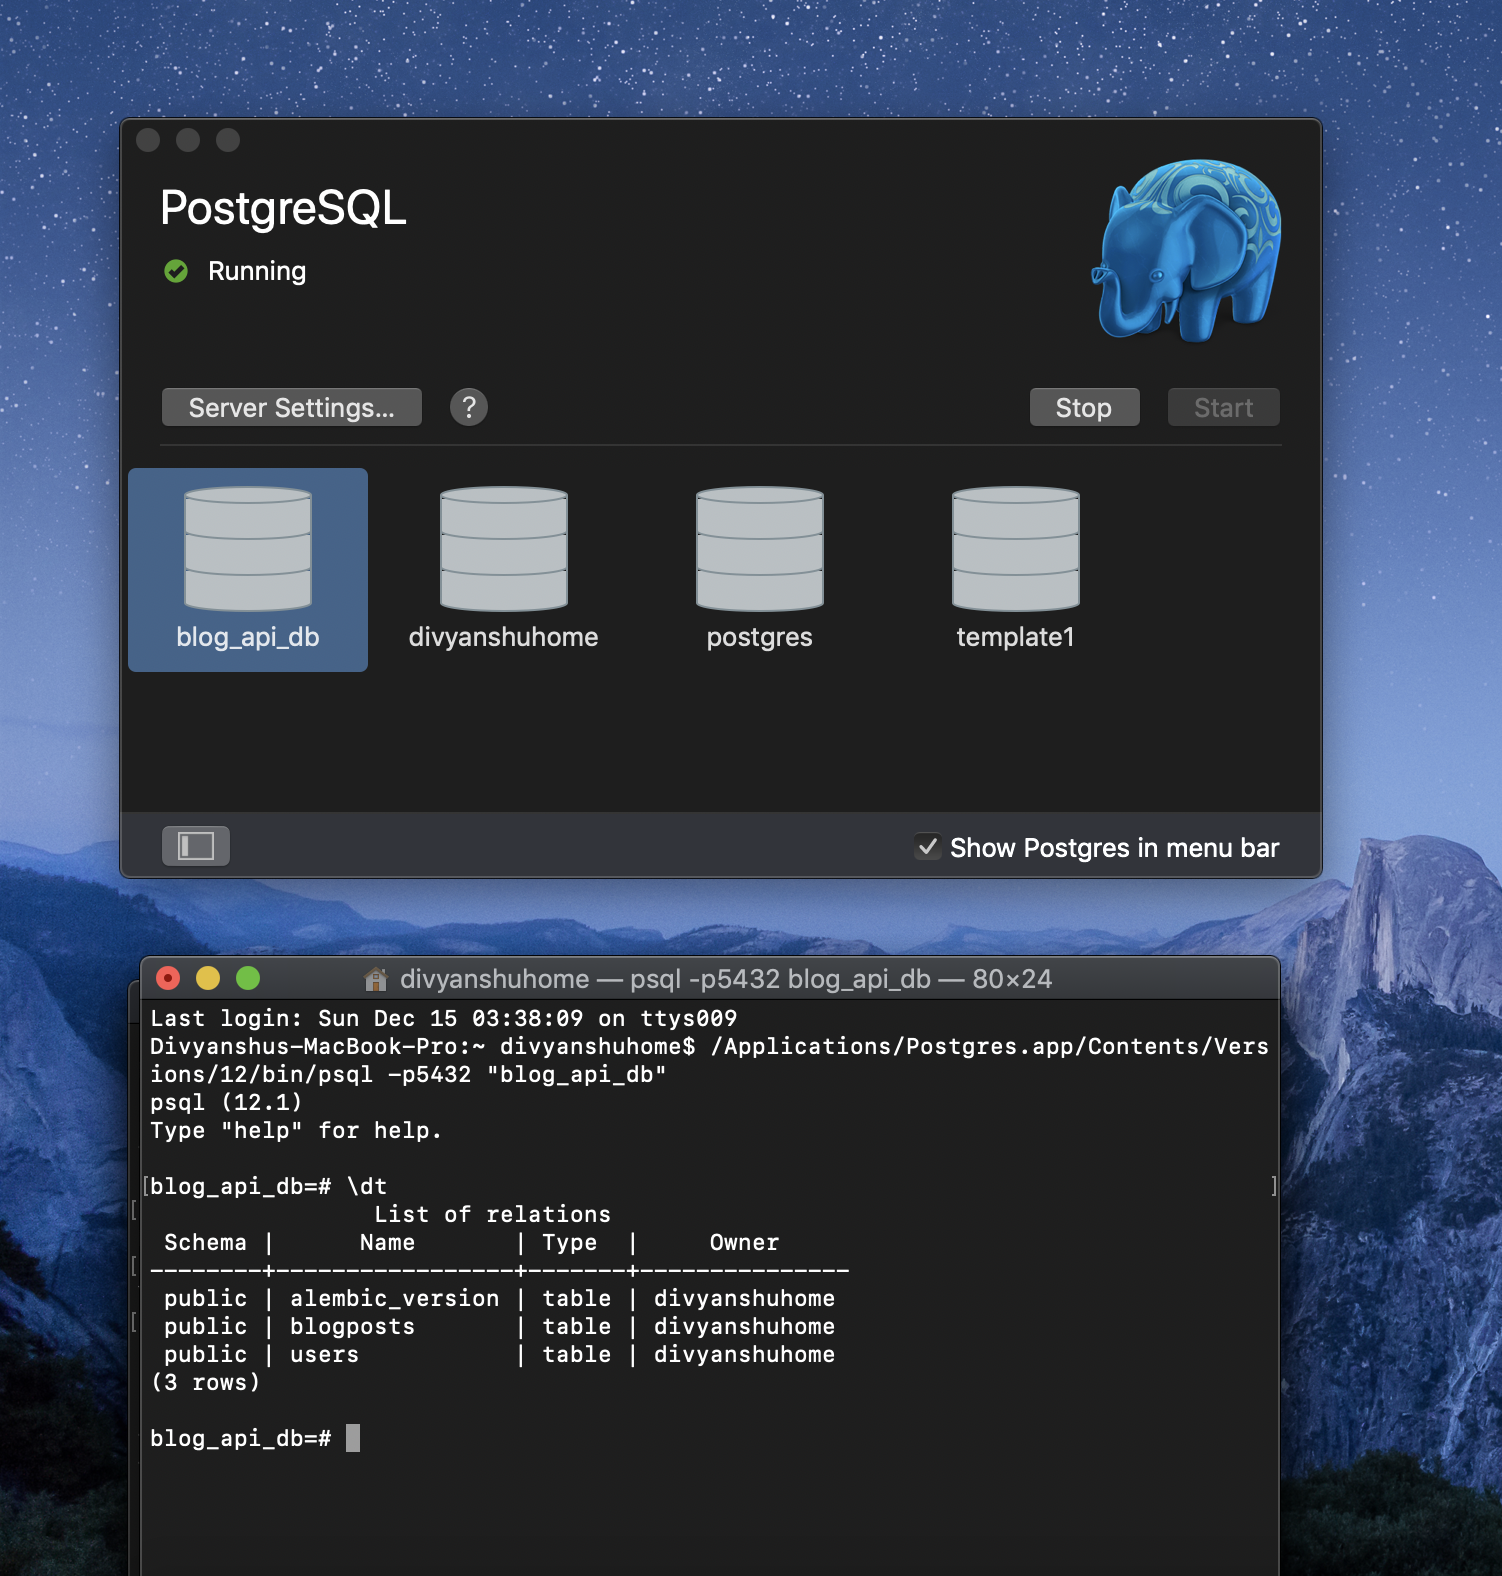 PostgreSQL
Running
Server Settings...
?
Stop
Start
blog_api_db
divyanshuhome
postgres
template1
Show Postgres in menu bar
divyanshuhome — psql -p5432 blog_api_db — 80×24
Last login: Sun Dec 15 03:38:09 on ttys009
Divyanshus-MacBook-Pro:~ divyanshuhome$ /Applications/Postgres.app/Contents/Vers
ions/12/bin/psql -p5432 "blog_api_db"
psql (12.1)
Type "help" for help.
[blog_api_db=# \dt ]
List of relations
Schema | Name | Type | Owner
--------+-----------------+-------+---------------
public | alembic_version | table | divyanshuhome
public | blogposts | table | divyanshuhome
public | users | table | divyanshuhome
(3 rows)
blog_api_db=#